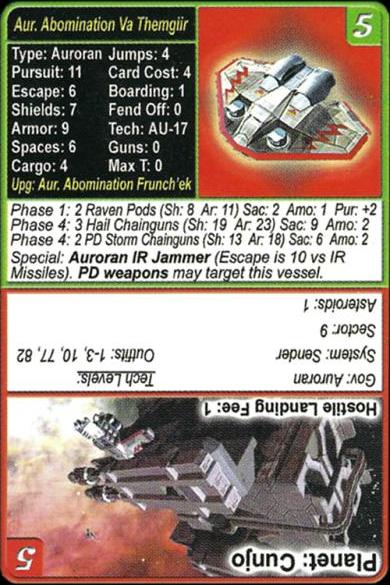 Aur. Abomination Va Themgiir
5
Type: Auroran Jumps: 4
Pursuit: 11 Card Cost: 4
Escape: 6 Boarding: 1
Shields: 7 Fend Off: 0
Armor: 9 Tech: AU-17
Spaces: 6 Guns: 0
Cargo: 4 Max T: 0
Upg: Aur. Abomination Frunch'ek
Phase 1: 2 Raven Pods (Sh: 8 Ar: 11) Sac: 2 Amo: 1 Pur: +2
Phase 4: 3 Hail Chainguns (Sh: 19 Ar: 23) Sac: 9 Amo: 2
Phase 4: 2 PD Storm Chainguns (Sh: 13 Ar: 18) Sac: 6 Amo: 2
Special: Auroran IR Jammer (Escape is 10 vs IR
Missiles). PD weapons may target this vessel.
Planet: Cunjo
5
Hostile Landing Fee: 1
Gov: Auroran Tech Levels:
System: Sender Outfits: 1-3, 10, 77, 82
Sector: 9
Asteroids: 1